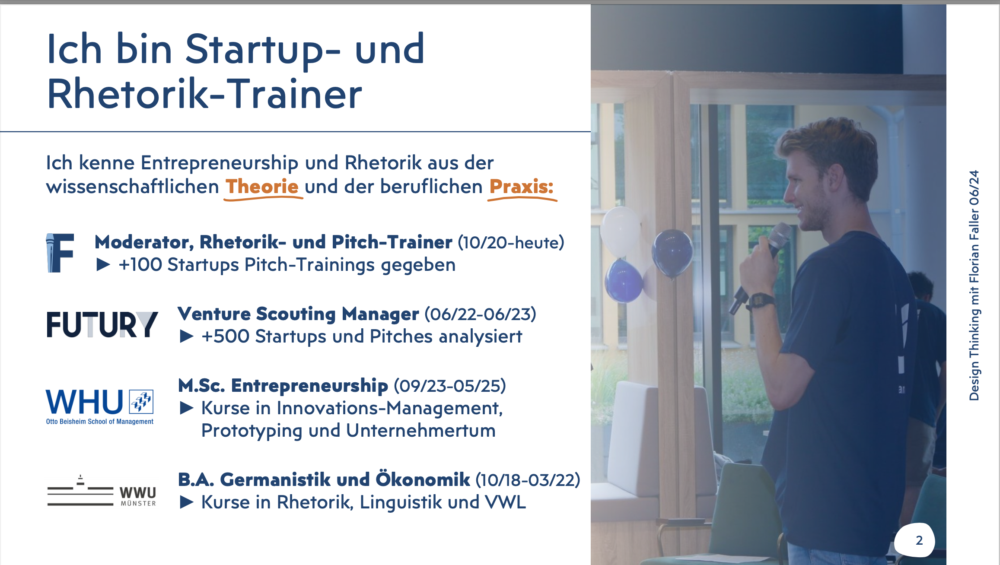 Ich bin Startup- und
Rhetorik-Trainer
Ich kenne Entrepreneurship und Rhetorik aus der
wissenschaftlichen Theorie und der beruflichen Praxis:
F
Moderator, Rhetorik- und Pitch-Trainer (10/20-heute)
► +100 Startups Pitch-Trainings gegeben
FUTURY
Venture Scouting Manager (06/22-06/23)
► +500 Startups und Pitches analysiert
WHU
Otto Beisheim School of Management
M.Sc. Entrepreneurship (09/23-05/25)
► Kurse in Innovations-Management,
Prototyping und Unternehmertum
WWU
MÜNSTER
B.A. Germanistik und Ökonomik (10/18-03/22)
► Kurse in Rhetorik, Linguistik und VWL
Design Thinking mit Florian Faller 06/24
2